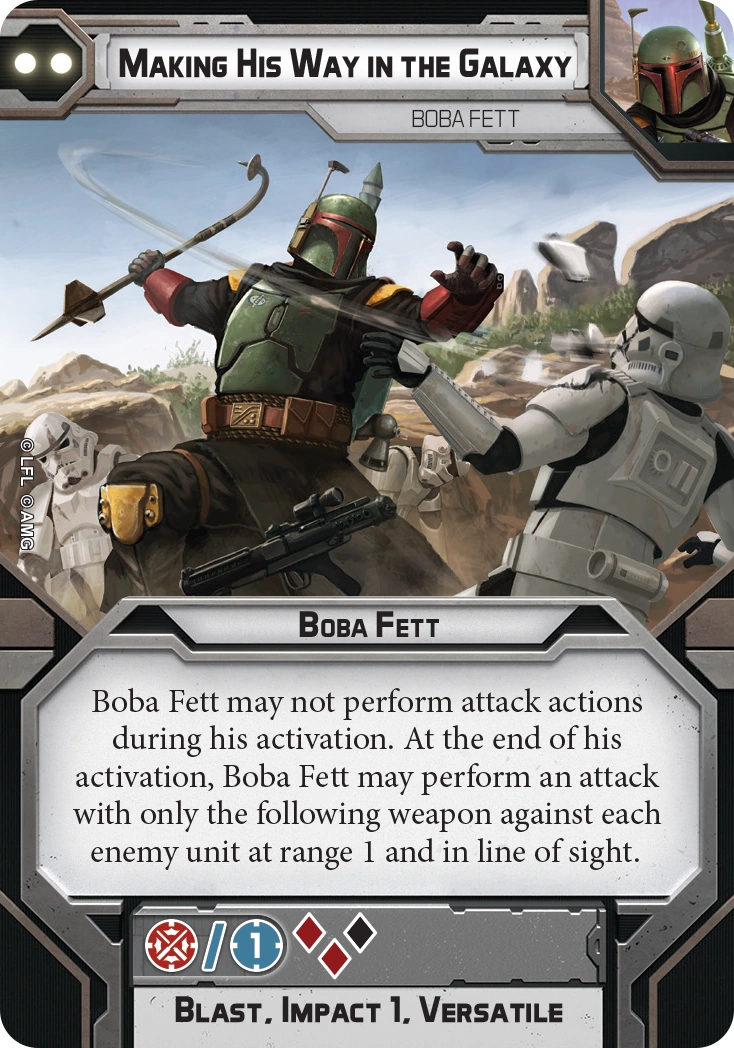 Making His Way in the Galaxy
BOBA FETT
© LFL © AMG
Boba Fett
Boba Fett may not perform attack actions
during his activation. At the end of his
activation, Boba Fett may perform an attack
with only the following weapon against each
enemy unit at range 1 and in line of sight.
/ 1
Blast, Impact 1, Versatile